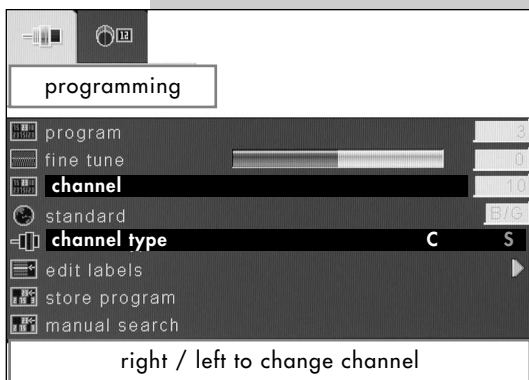 12
programming
program 3
fine tune 0
channel 10
standard B/G
channel type C S
edit labels
store program
manual search
right / left to change channel